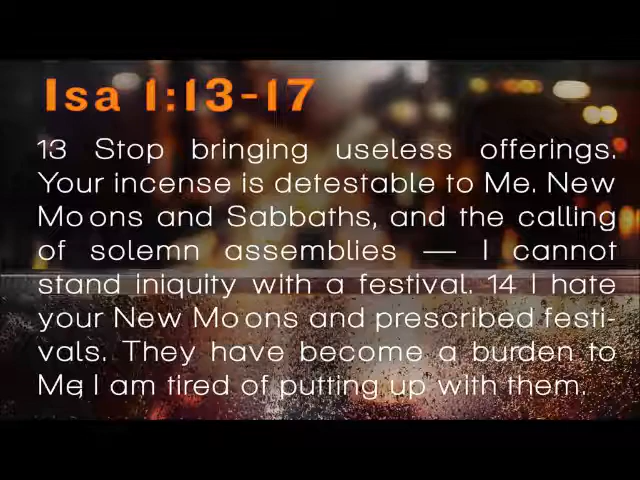 Isa 1:13-17
13 Stop bringing useless offerings.
Your incense is detestable to Me. New
Moons and Sabbaths, and the calling
of solemn assemblies — I cannot
stand iniquity with a festival. 14 I hate
your New Moons and prescribed festi-
vals. They have become a burden to
Me; I am tired of putting up with them.